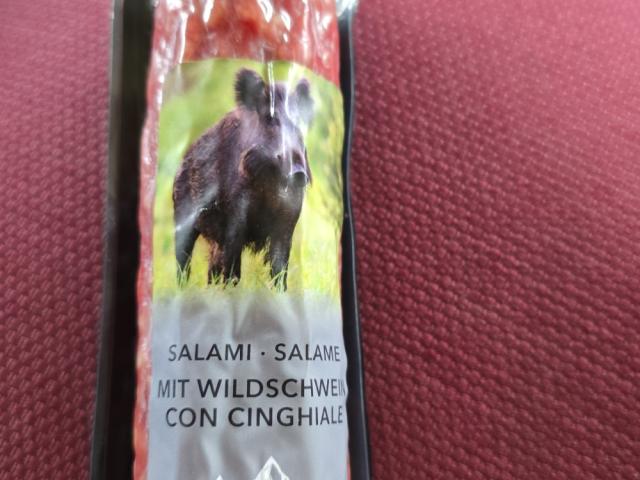 SALAMI · SALAME
MIT WILDSCHWEIN
CON CINGHIALE